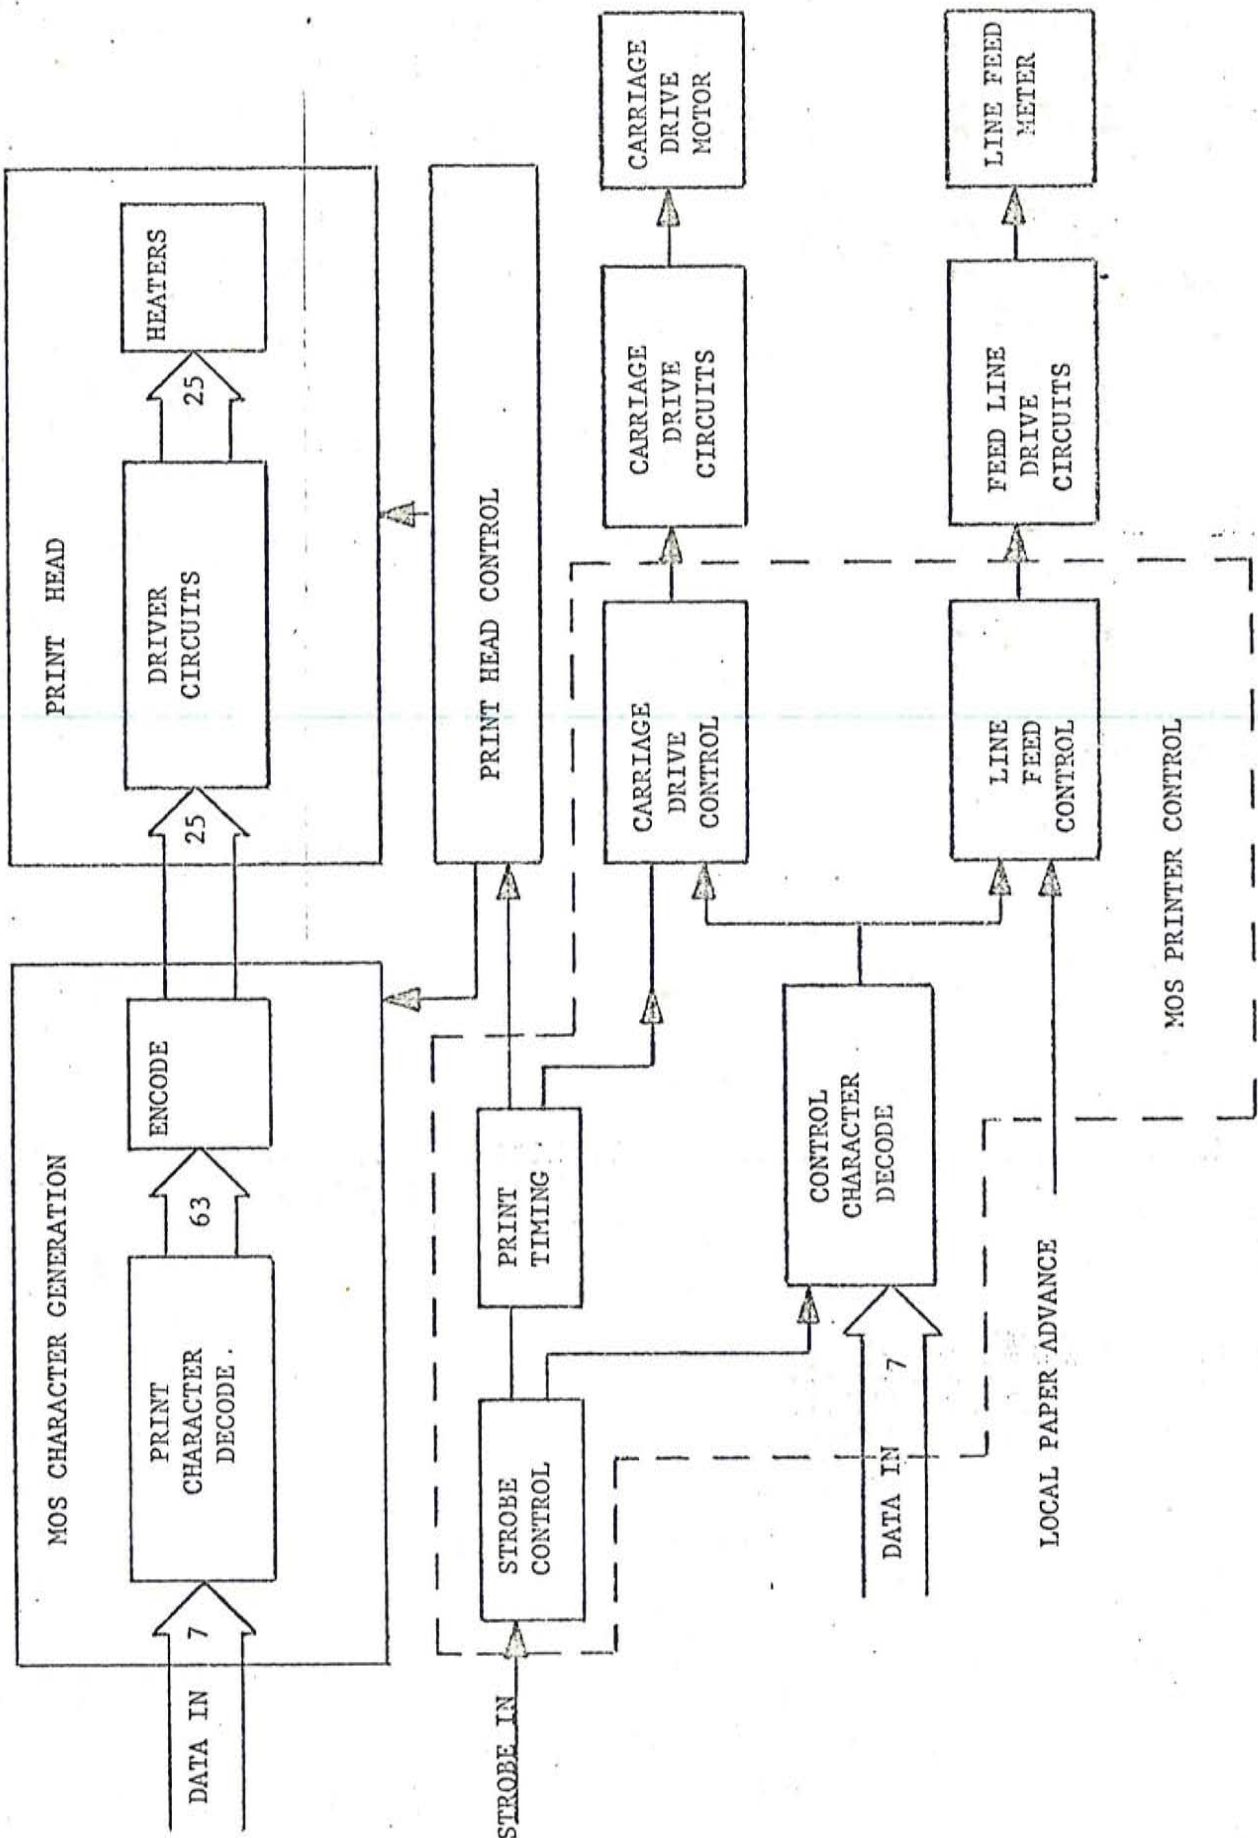 MOS CHARACTER GENERATION
PRINT HEAD
DATA IN
7
PRINT
CHARACTER
DECODE.
63
ENCODE
25
DRIVER
CIRCUITS
25
HEATERS
PRINT HEAD CONTROL
STROBE IN
STROBE
CONTROL
PRINT
TIMING
CARRIAGE
DRIVE
CONTROL
CARRIAGE
DRIVE
CIRCUITS
CARRIAGE
DRIVE
MOTOR
DATA IN
7
CONTROL
CHARACTER
DECODE
LINE
FEED
CONTROL
FEED LINE
DRIVE
CIRCUITS
LINE FEED
METER
LOCAL PAPER ADVANCE
MOS PRINTER CONTROL